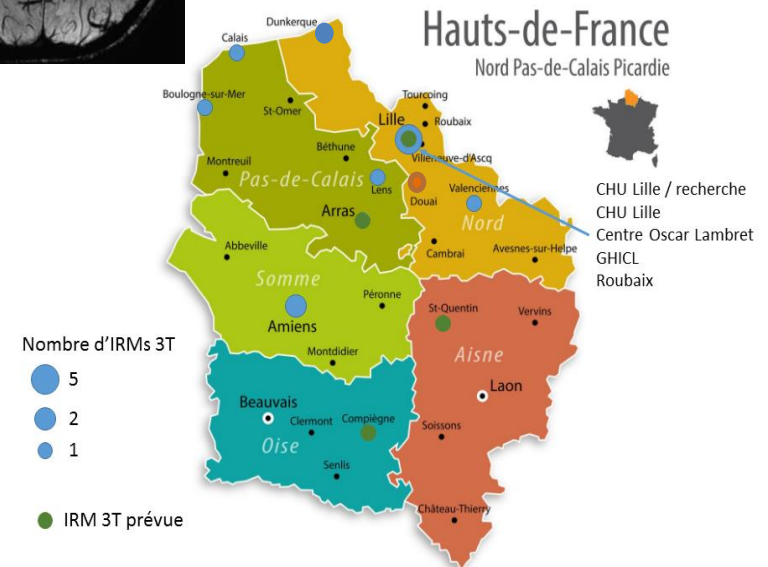 Hauts-de-France
Nord Pas-de-Calais Picardie
Dunkerque
Calais
Boulogne-sur-Mer
St-Omer
Tourcoing
Lille
Roubaix
Villeneuve-d'Ascq
Béthune
Montreuil
Pas-de-Calais
Lens
Douai
Valenciennes
Arras
Nord
Cambrai
Avesnes-sur-Helpe
CHU Lille / recherche
CHU Lille
Centre Oscar Lambret
GHICL
Roubaix
Abbeville
Somme
Péronne
Amiens
Montdidier
St-Quentin
Vervins
Aisne
Laon
Nombre d'IRMs 3T
5
2
1
IRM 3T prévue
Beauvais
Clermont
Compiègne
Oise
Senlis
Soissons
Château-Thierry